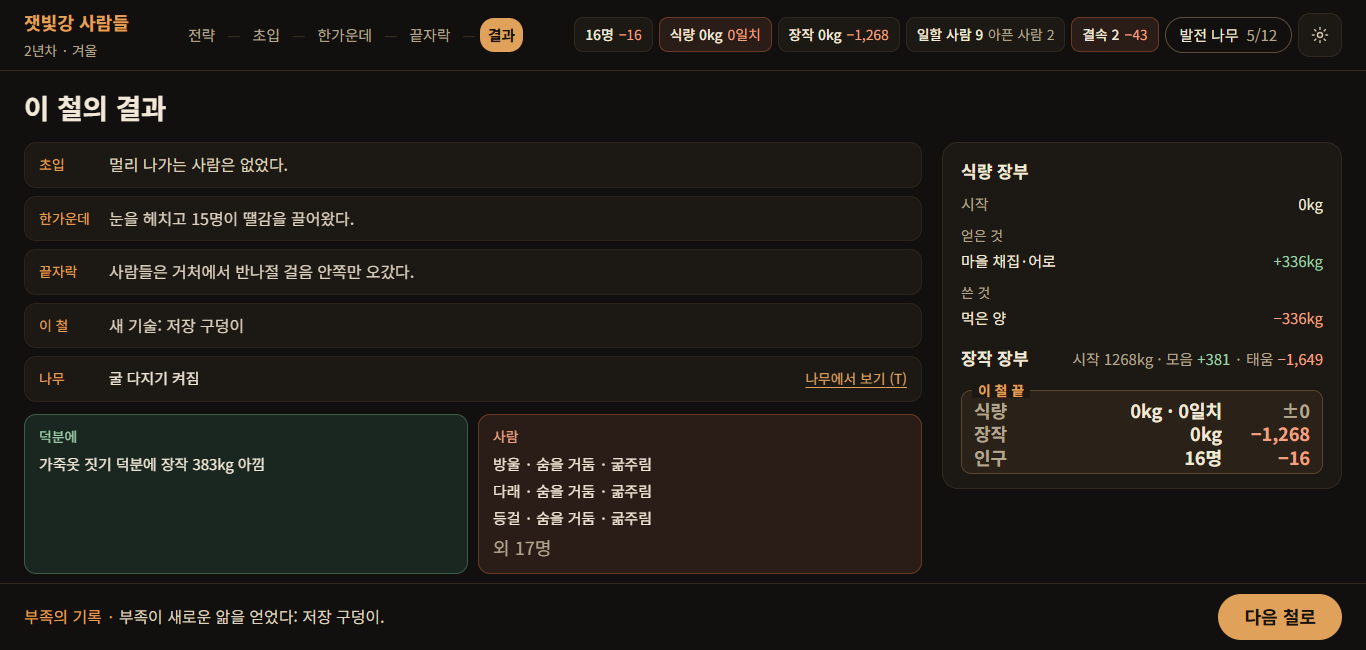 잿빛강 사람들
2년차 · 겨울
전략 — 초입 — 한가운데 — 끝자락 — 결과
16명 −16
식량 0kg 0일치
장작 0kg −1,268
일할 사람 9 아픈 사람 2
결속 2 −43
발전 나무 5/12
이 철의 결과
초입 멀리 나가는 사람은 없었다.
한가운데 눈을 헤치고 15명이 땔감을 끌어왔다.
끝자락 사람들은 거처에서 반나절 걸음 안쪽만 오갔다.
이 철 새 기술: 저장 구덩이
나무 굴 다지기 켜짐 나무에서 보기 (T)
덕분에
가죽옷 짓기 덕분에 장작 383kg 아낌
사람
방울 · 숨을 거둠 · 굶주림
다래 · 숨을 거둠 · 굶주림
등걸 · 숨을 거둠 · 굶주림
외 17명
식량 장부
시작 0kg
얻은 것
마을 채집·어로 +336kg
쓴 것
먹은 양 −336kg
장작 장부 시작 1268kg · 모음 +381 · 태움 −1,649
이 철 끝
식량 0kg · 0일치 ±0
장작 0kg −1,268
인구 16명 −16
부족의 기록 · 부족이 새로운 앎을 얻었다: 저장 구덩이.
다음 철로